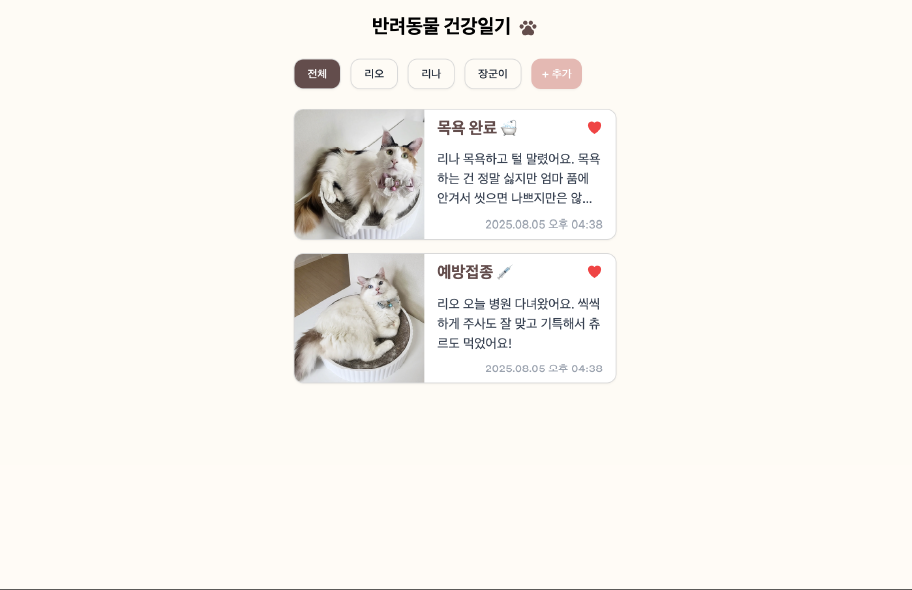 반려동물 건강일기
전체
리오
리나
장군이
+ 추가
목욕 완료
리나 목욕하고 털 말렸어요. 목욕
하는 건 정말 싫지만 엄마 품에
안겨서 씻으면 나쁘지만은 않...
2025.08.05 오후 04:38
예방접종
리오 오늘 병원 다녀왔어요. 씩씩
하게 주사도 잘 맞고 기특해서 츄
르도 먹었어요!
2025.08.05 오후 04:38